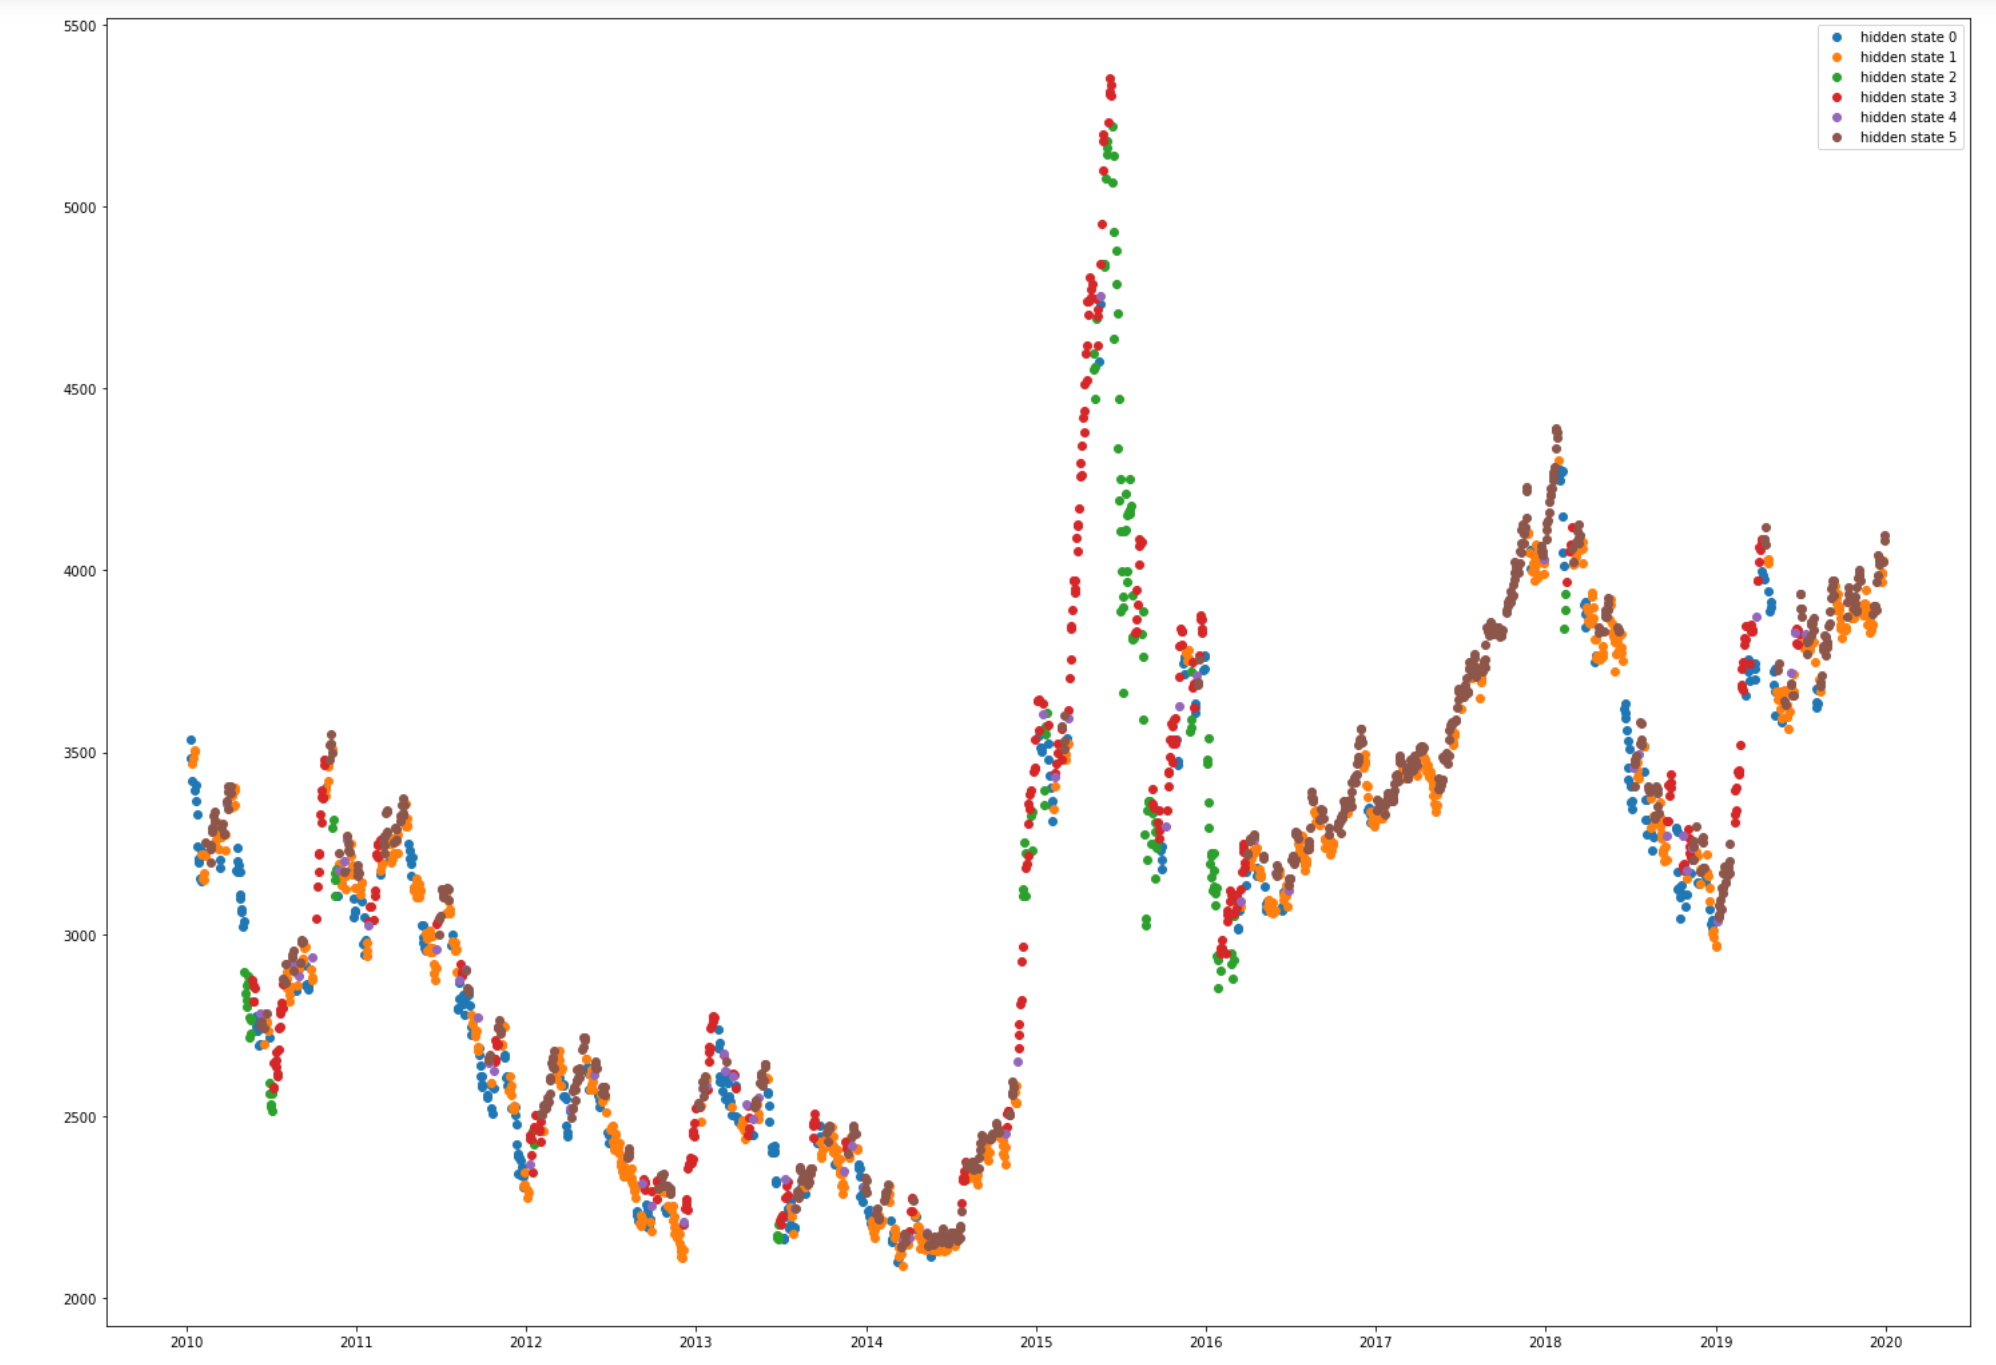 5500
hidden state 0
hidden state 1
hidden state 2
hidden state 3
hidden state 4
hidden state 5
5000
4500
4000
3500
3000
2500
2000
2010 2011 2012 2013 2014 2015 2016 2017 2018 2019 2020